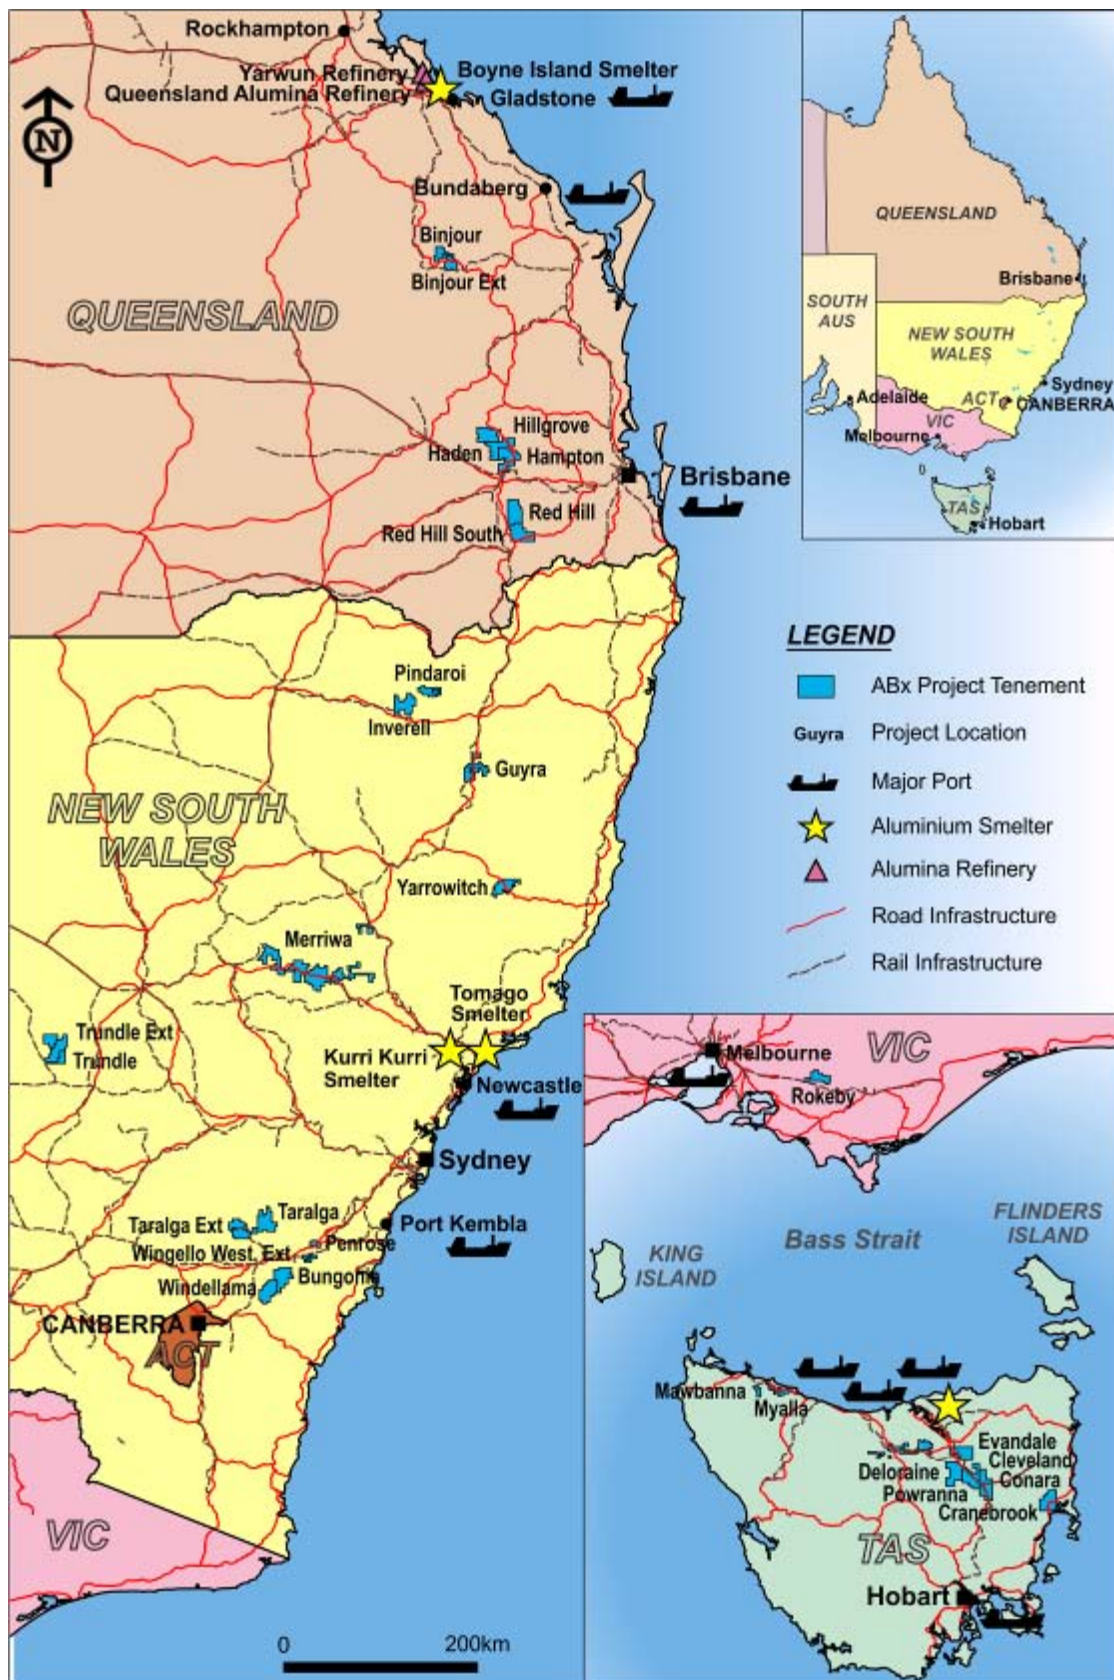 Rockhampton
Yarwun Refinery
Queensland Alumina Refinery
Boyne Island Smelter
Gladstone
N
Bundaberg
Binjour
Binjour Ext
QUEENSLAND
Hillgrove
Haden
Hampton
Brisbane
Red Hill
Red Hill South
Pindaroi
Inverell
Guyra
NEW SOUTH
WALES
Yarrowitch
Merriwa
Tomago
Smelter
Trundle Ext
Trundle
Kurri Kurri
Smelter
Newcastle
Sydney
Taralga
Taralga Ext
Port Kembla
Penrose
Wingello West, Ext
Bungonia
Windellama
CANBERRA
ACT
VIC
0
200km
QUEENSLAND
Brisbane
SOUTH
AUS
NEW SOUTH
WALES
Sydney
ACT
CANBERRA
Adelaide
VIC
Melbourne
0
TAS
Hobart
LEGEND
ABx Project Tenement
Guyra
Project Location
Major Port
Aluminium Smelter
Alumina Refinery
Road Infrastructure
Rail Infrastructure
Melbourne
VIC
Rokeby
Bass Strait
FLINDERS
ISLAND
KING
ISLAND
Mawbanna
Myalla
Evandale
Cleveland
Deloraine
Conara
Powranna
Cranebrook
TAS
Hobart